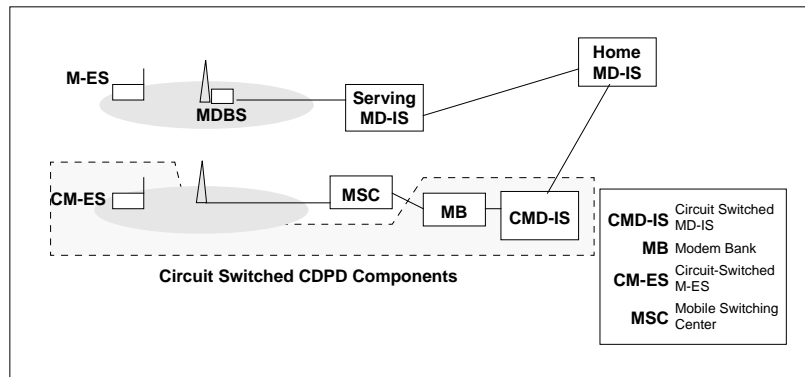 Home
MD-IS
M-ES
MDBS
Serving
MD-IS
CM-ES
MSC
MB
CMD-IS
Circuit Switched CDPD Components
CMD-IS Circuit Switched
MD-IS
MB Modem Bank
CM-ES Circuit-Switched
M-ES
MSC Mobile Switching
Center